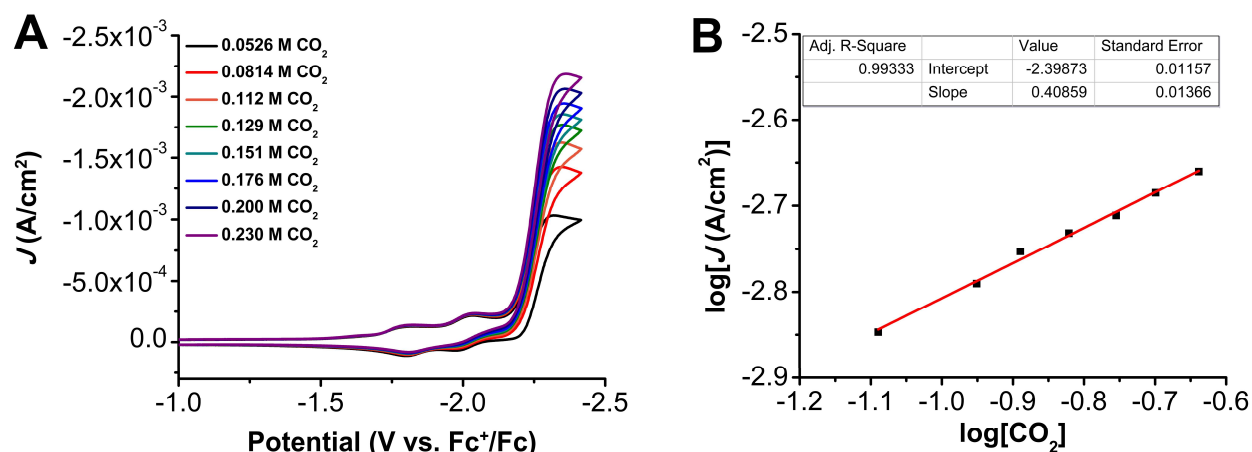 A
-2.5x10⁻³
-2.0x10⁻³
-1.5x10⁻³
-1.0x10⁻³
-5.0x10⁻⁴
0.0
J (A/cm²)
0.0526 M CO₂
0.0814 M CO₂
0.112 M CO₂
0.129 M CO₂
0.151 M CO₂
0.176 M CO₂
0.200 M CO₂
0.230 M CO₂
-1.0 -1.5 -2.0 -2.5
Potential (V vs. Fc⁺/Fc)
B
-2.5
-2.6
-2.7
-2.8
-2.9
log[J (A/cm²)]
Adj. R-Square Value Standard Error
0.99333 Intercept -2.39873 0.01157
Slope 0.40859 0.01366
-1.2 -1.1 -1.0 -0.9 -0.8 -0.7 -0.6
log[CO₂]